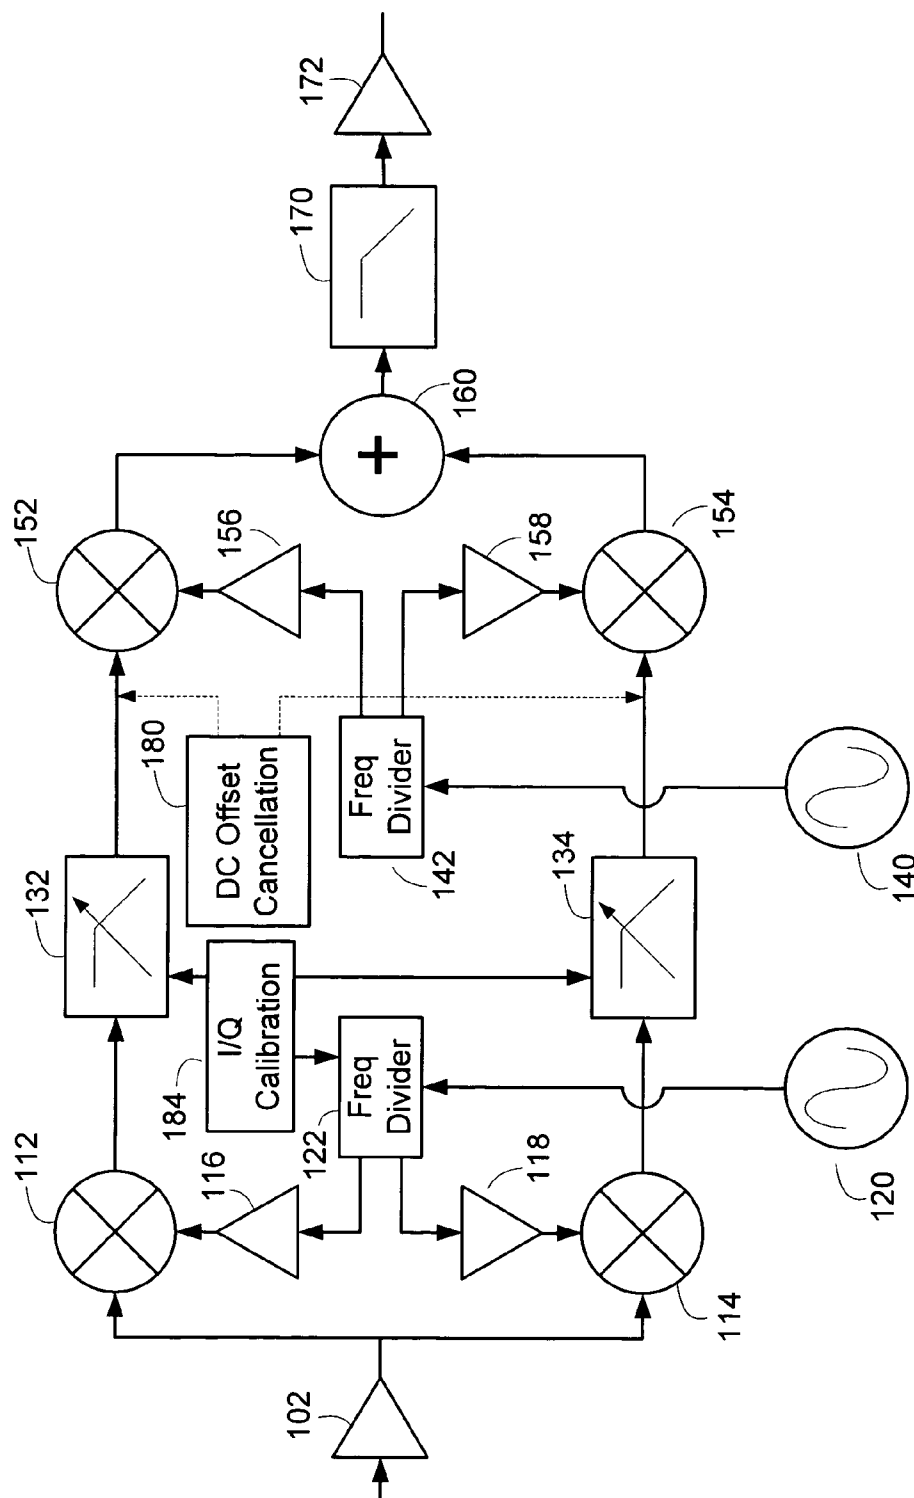 102
112
114
116
118
122
Freq
Divider
120
184
I/Q
Calibration
132
134
180
DC Offset
Cancellation
142
Freq
Divider
140
152
154
156
158
160
+
170
172